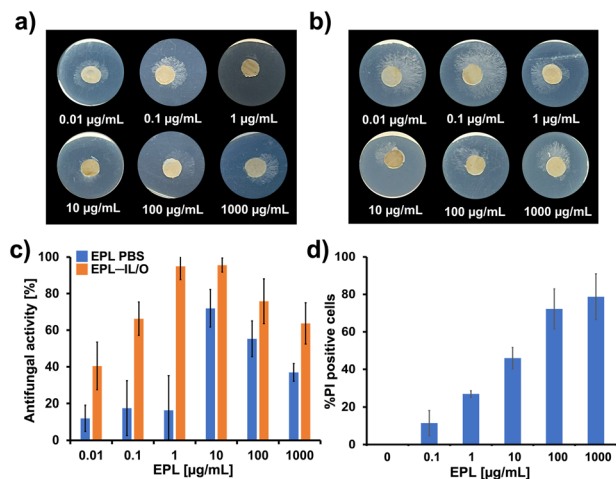 a)
0.01 µg/mL 0.1 µg/mL 1 µg/mL
10 µg/mL 100 µg/mL 1000 µg/mL
b)
0.01 µg/mL 0.1 µg/mL 1 µg/mL
10 µg/mL 100 µg/mL 1000 µg/mL
c)
EPL PBS
EPL—IL/O
Antifungal activity [%]
100
80
60
40
20
0
0.01 0.1 1 10 100 1000
EPL [µg/mL]
d)
%PI positive cells
100
80
60
40
20
0
0 0.1 1 10 100 1000
EPL [µg/mL]